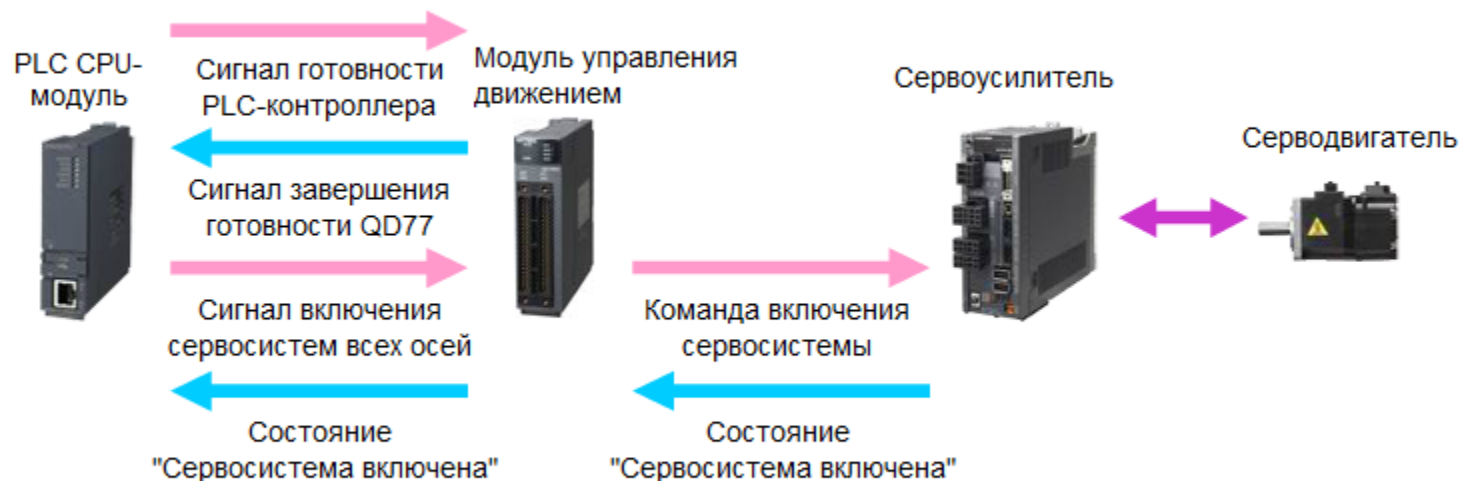 PLC CPU-
модуль
Сигнал готовности
PLC-контроллера
Модуль управления
движением
Сервоусилитель
Серводвигатель
Сигнал завершения
готовности QD77
Сигнал включения
сервосистем всех осей
Команда включения
сервосистемы
Состояние
"Сервосистема включена"
Состояние
"Сервосистема включена"